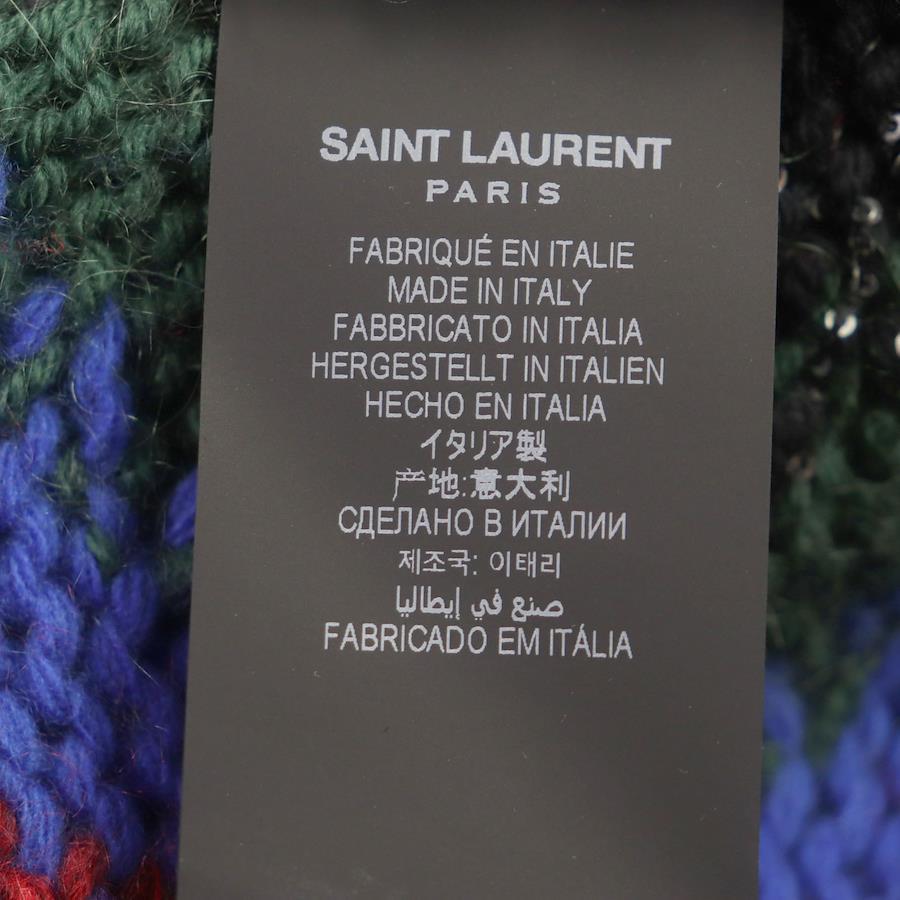 SAINT LAURENT
PARIS
FABRIQUÉ EN ITALIE
MADE IN ITALY
FABBRICATO IN ITALIA
HERGESTELLT IN ITALIEN
HECHO EN ITALIA
イタリア製
产地:意大利
СДЕЛАНО В ИТАЛИИ
제조국: 이태리
صنع في إيطاليا
FABRICADO EM ITÁLIA